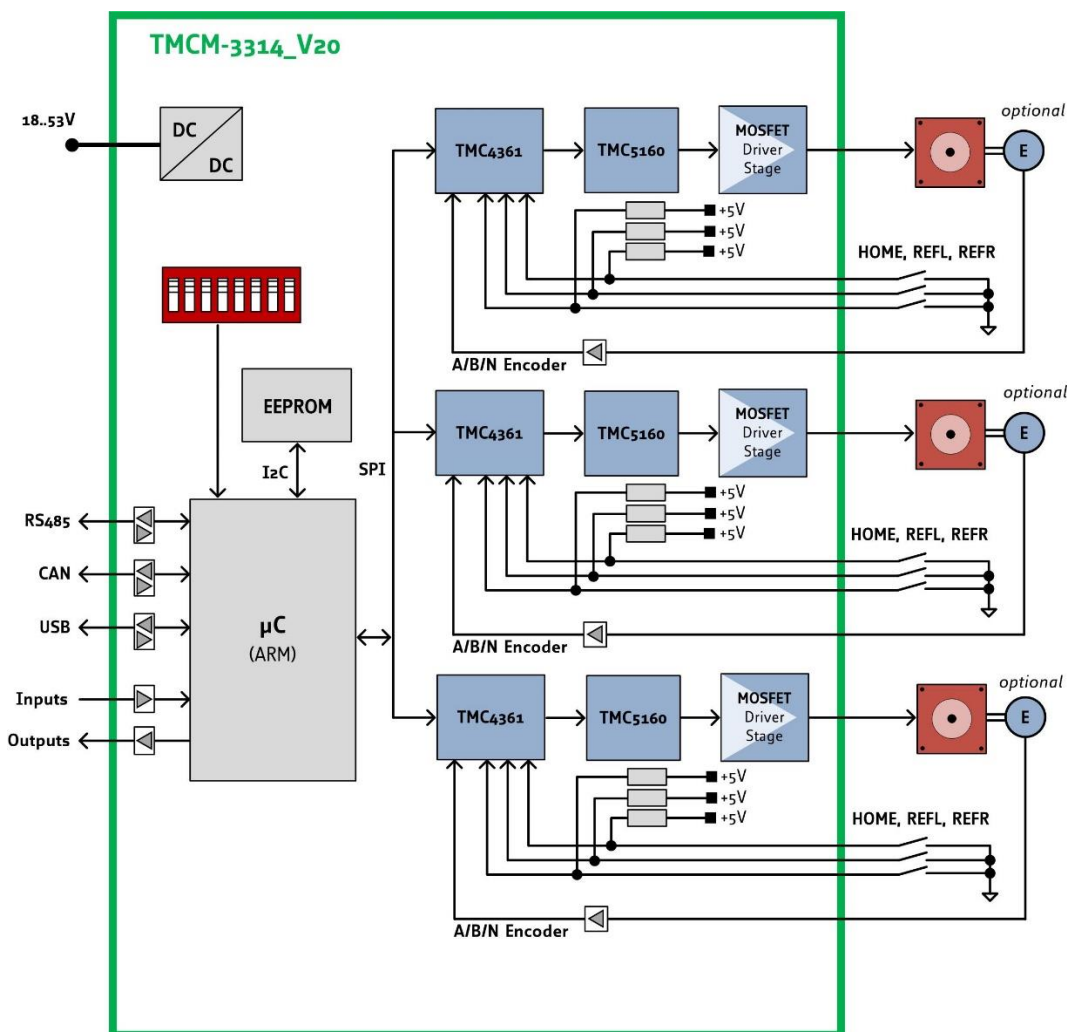 TMCM-3314_V20
18..53V
DC
DC
EEPROM
I2C
SPI
RS485
CAN
USB
Inputs
Outputs
µC
(ARM)
TMC4361
TMC5160
MOSFET
Driver
Stage
optional
E
+5V
+5V
+5V
HOME, REFL, REFR
A/B/N Encoder
TMC4361
TMC5160
MOSFET
Driver
Stage
optional
E
+5V
+5V
+5V
HOME, REFL, REFR
A/B/N Encoder
TMC4361
TMC5160
MOSFET
Driver
Stage
optional
E
+5V
+5V
+5V
HOME, REFL, REFR
A/B/N Encoder